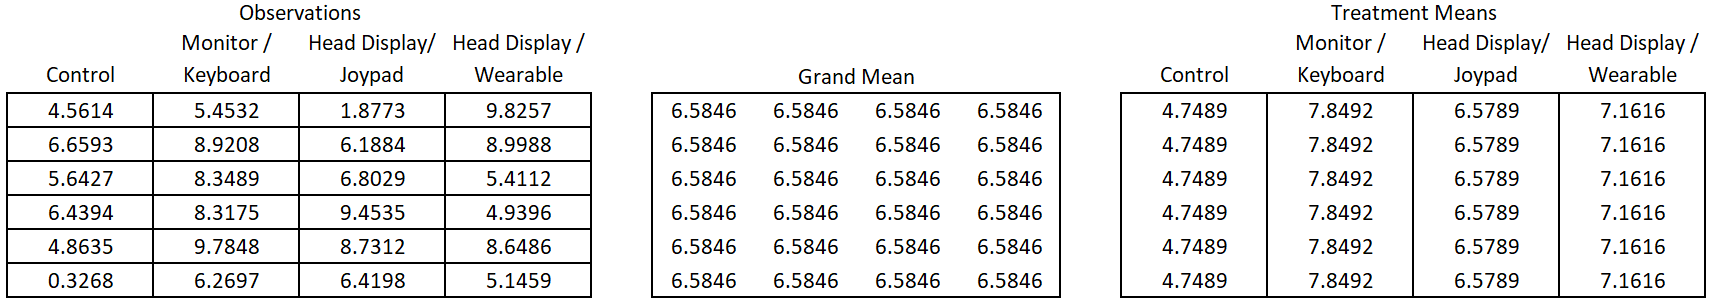 Observations Treatment Means
Monitor / Head Display/ Head Display / Monitor / Head Display/ Head Display /
Control Keyboard Joypad Wearable Grand Mean Control Keyboard Joypad Wearable
4.5614 5.4532 1.8773 9.8257 6.5846 6.5846 6.5846 6.5846 4.7489 7.8492 6.5789 7.1616
6.6593 8.9208 6.1884 8.9988 6.5846 6.5846 6.5846 6.5846 4.7489 7.8492 6.5789 7.1616
5.6427 8.3489 6.8029 5.4112 6.5846 6.5846 6.5846 6.5846 4.7489 7.8492 6.5789 7.1616
6.4394 8.3175 9.4535 4.9396 6.5846 6.5846 6.5846 6.5846 4.7489 7.8492 6.5789 7.1616
4.8635 9.7848 8.7312 8.6486 6.5846 6.5846 6.5846 6.5846 4.7489 7.8492 6.5789 7.1616
0.3268 6.2697 6.4198 5.1459 6.5846 6.5846 6.5846 6.5846 4.7489 7.8492 6.5789 7.1616